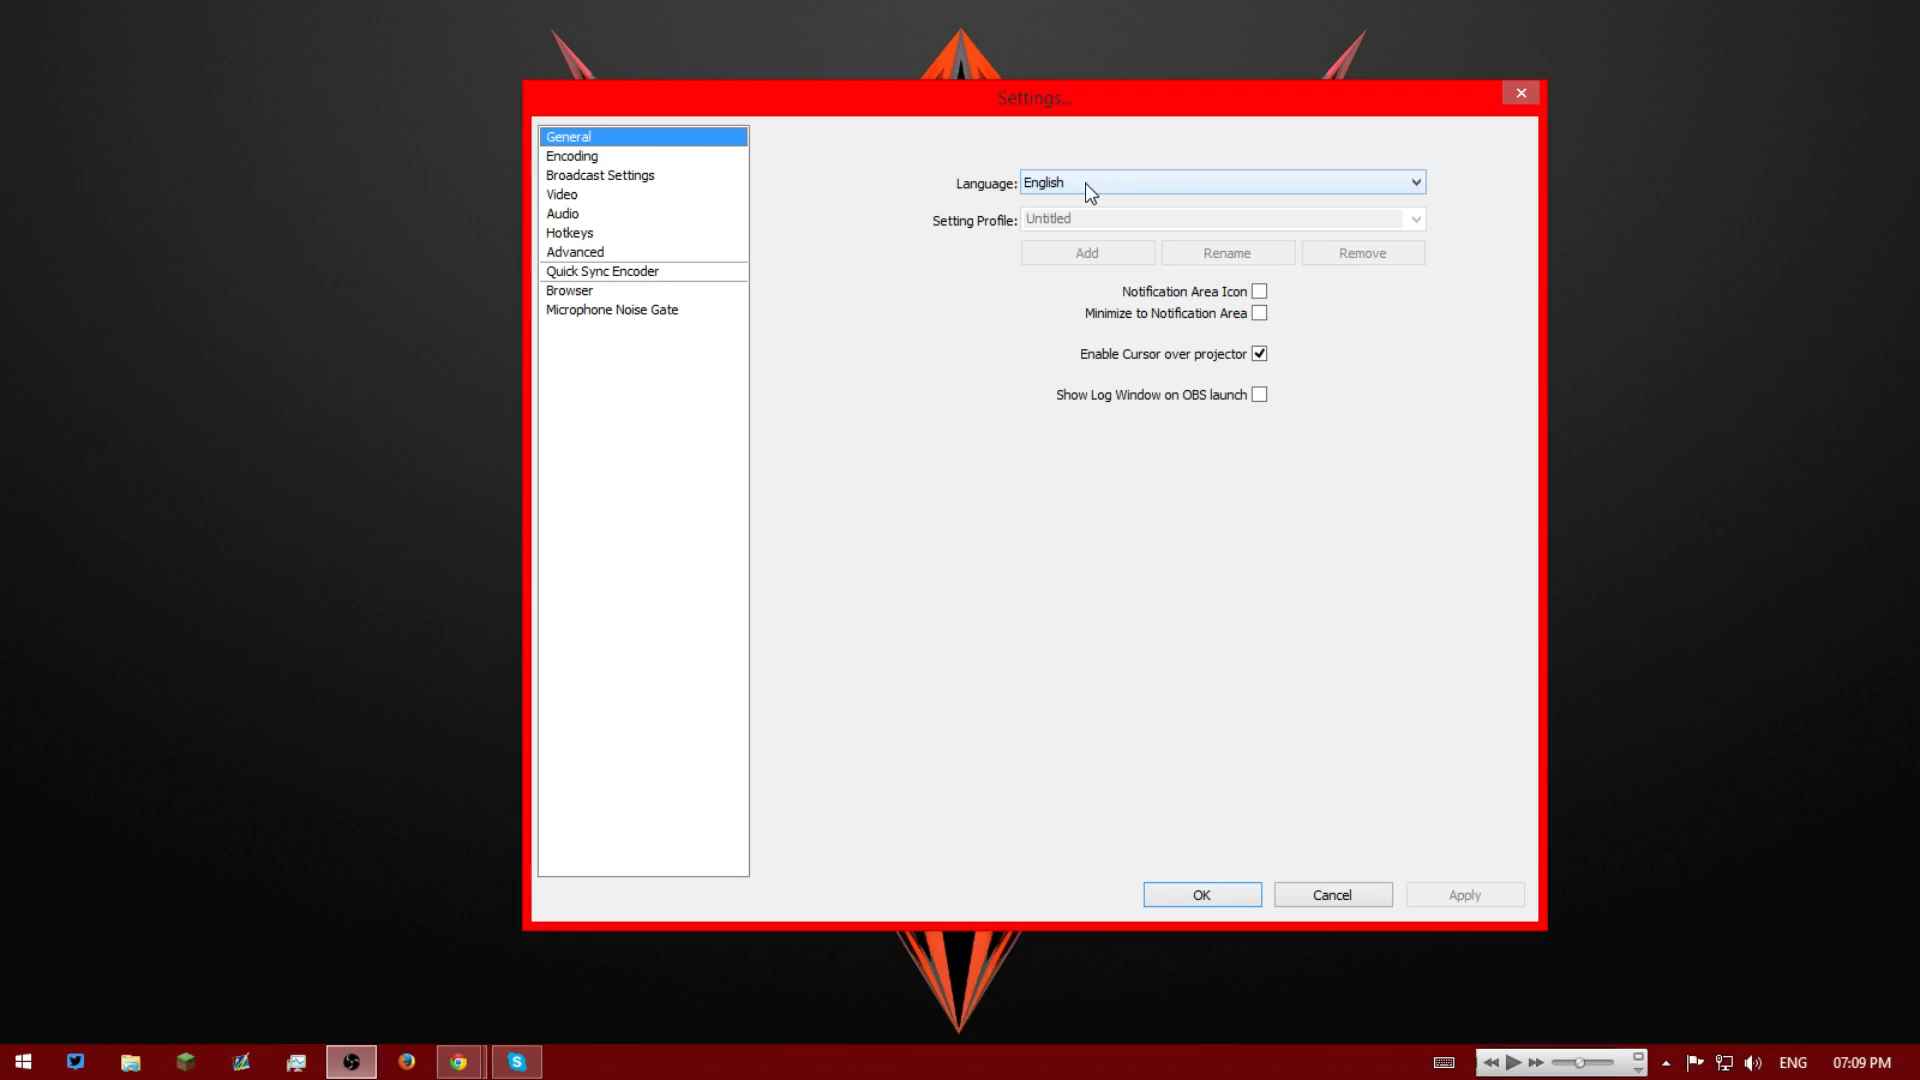 Settings...
General
Encoding
Broadcast Settings
Video
Audio
Hotkeys
Advanced
Quick Sync Encoder
Browser
Microphone Noise Gate
Language: English
Setting Profile: Untitled
Add Rename Remove
Notification Area Icon
Minimize to Notification Area
Enable Cursor over projector
Show Log Window on OBS launch
OK Cancel Apply
ENG 07:09 PM